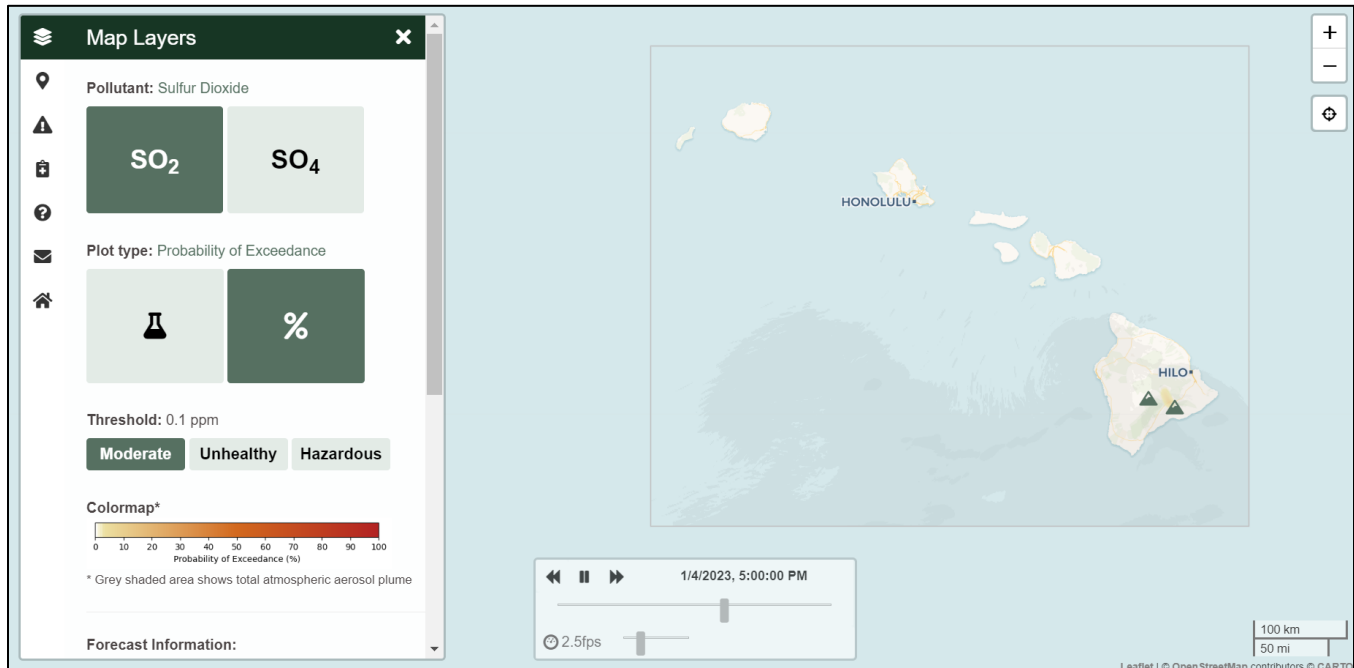 Map Layers
Pollutant: Sulfur Dioxide
SO₂
SO₄
Plot type: Probability of Exceedance
%
Threshold: 0.1 ppm
Moderate
Unhealthy
Hazardous
Colormap*
0 10 20 30 40 50 60 70 80 90 100
Probability of Exceedance (%)
* Grey shaded area shows total atmospheric aerosol plume
Forecast Information:
HONOLULU
HILO
1/4/2023, 5:00:00 PM
2.5fps
+
−
100 km
50 mi
Leaflet | © OpenStreetMap contributors © CARTO